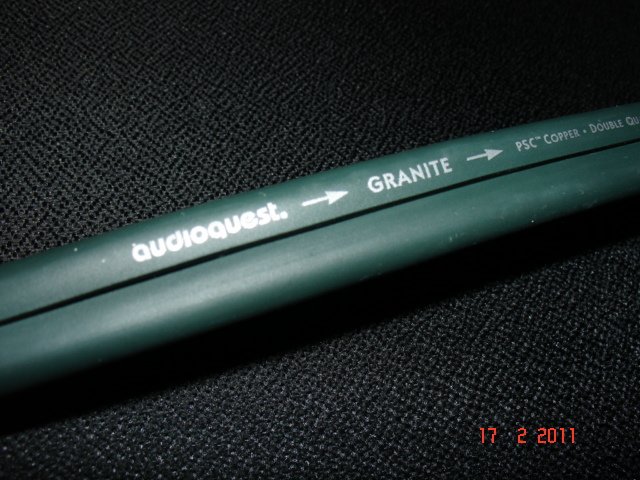 audioquest. → GRANITE → PSC™ COPPER • DOUBLE
17 2 2011